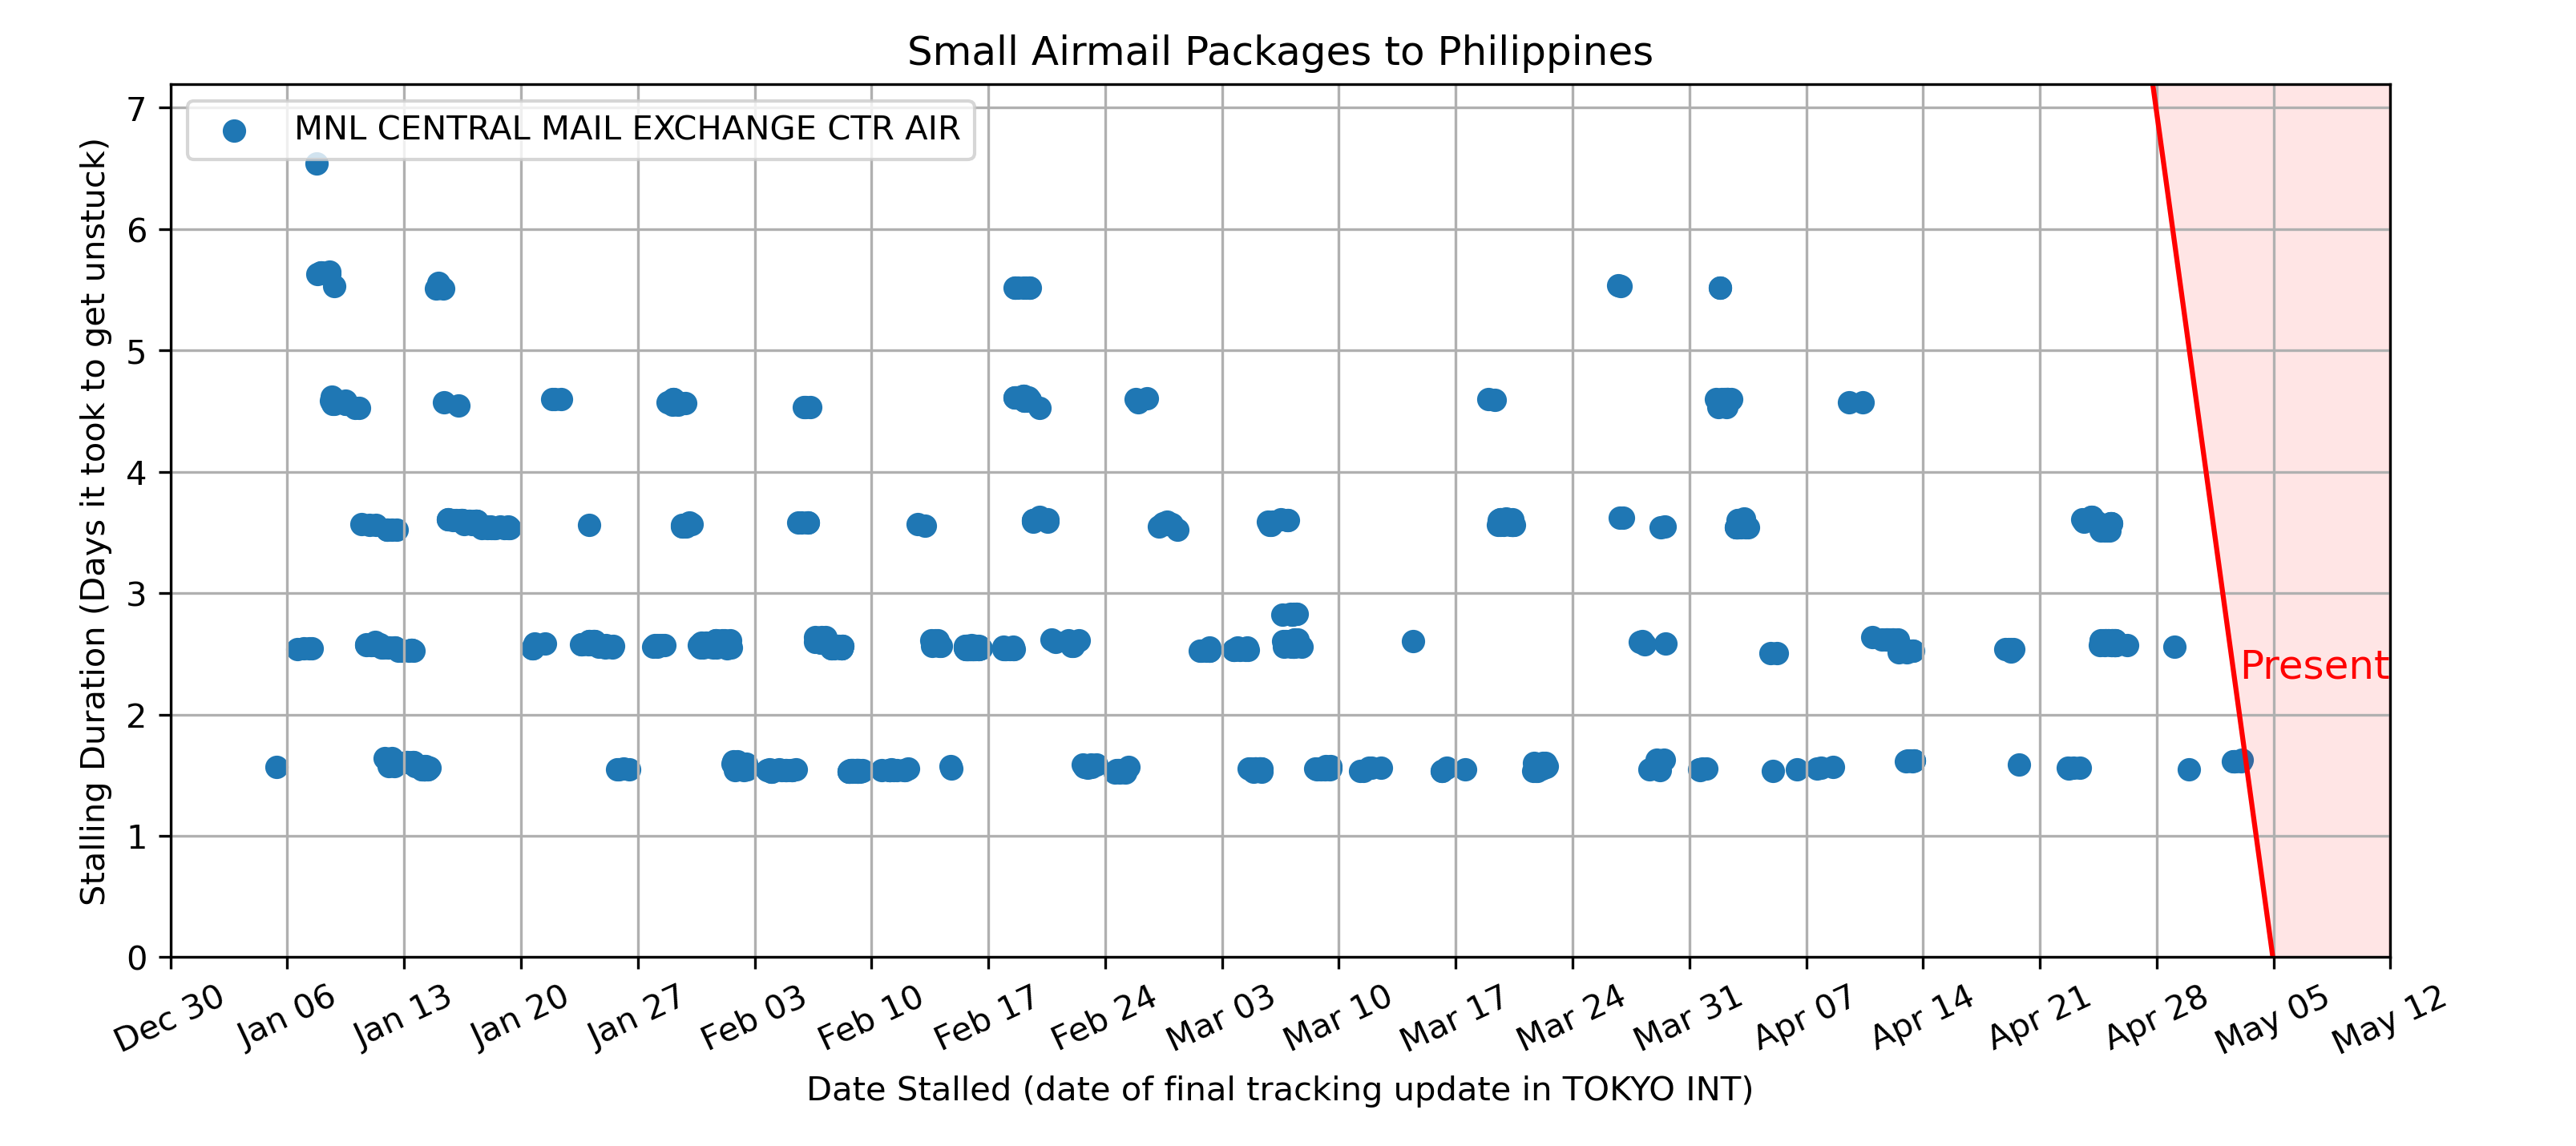 Small Airmail Packages to Philippines
MNL CENTRAL MAIL EXCHANGE CTR AIR
Stalling Duration (Days it took to get unstuck)
7
6
5
4
3
2
1
0
Present
Dec 30 Jan 06 Jan 13 Jan 20 Jan 27 Feb 03 Feb 10 Feb 17 Feb 24 Mar 03 Mar 10 Mar 17 Mar 24 Mar 31 Apr 07 Apr 14 Apr 21 Apr 28 May 05 May 12
Date Stalled (date of final tracking update in TOKYO INT)